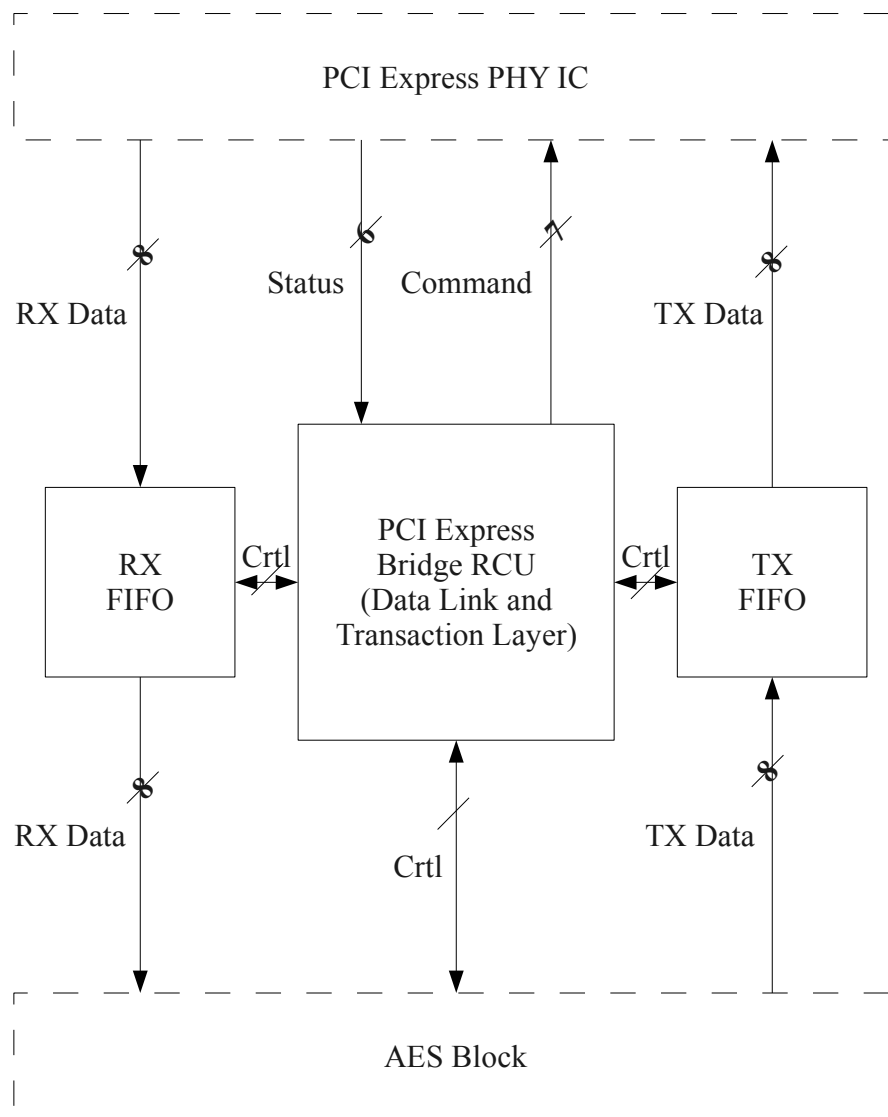 PCI Express PHY IC
8
6
7
8
Status
Command
RX Data
TX Data
RX
FIFO
Crtl
PCI Express
Bridge RCU
(Data Link and
Transaction Layer)
Crtl
TX
FIFO
8
8
RX Data
Crtl
TX Data
AES Block